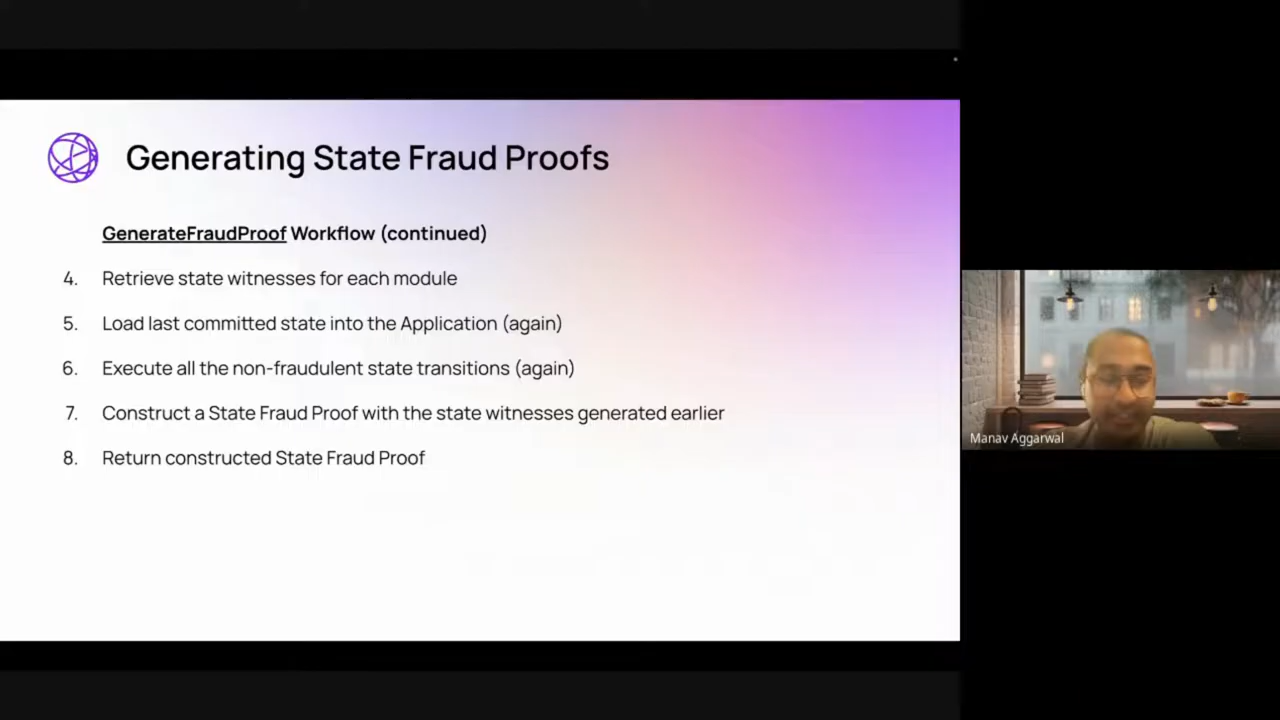 Generating State Fraud Proofs
GenerateFraudProof Workflow (continued)
4. Retrieve state witnesses for each module
5. Load last committed state into the Application (again)
6. Execute all the non-fraudulent state transitions (again)
7. Construct a State Fraud Proof with the state witnesses generated earlier
8. Return constructed State Fraud Proof
Manav Aggarwal